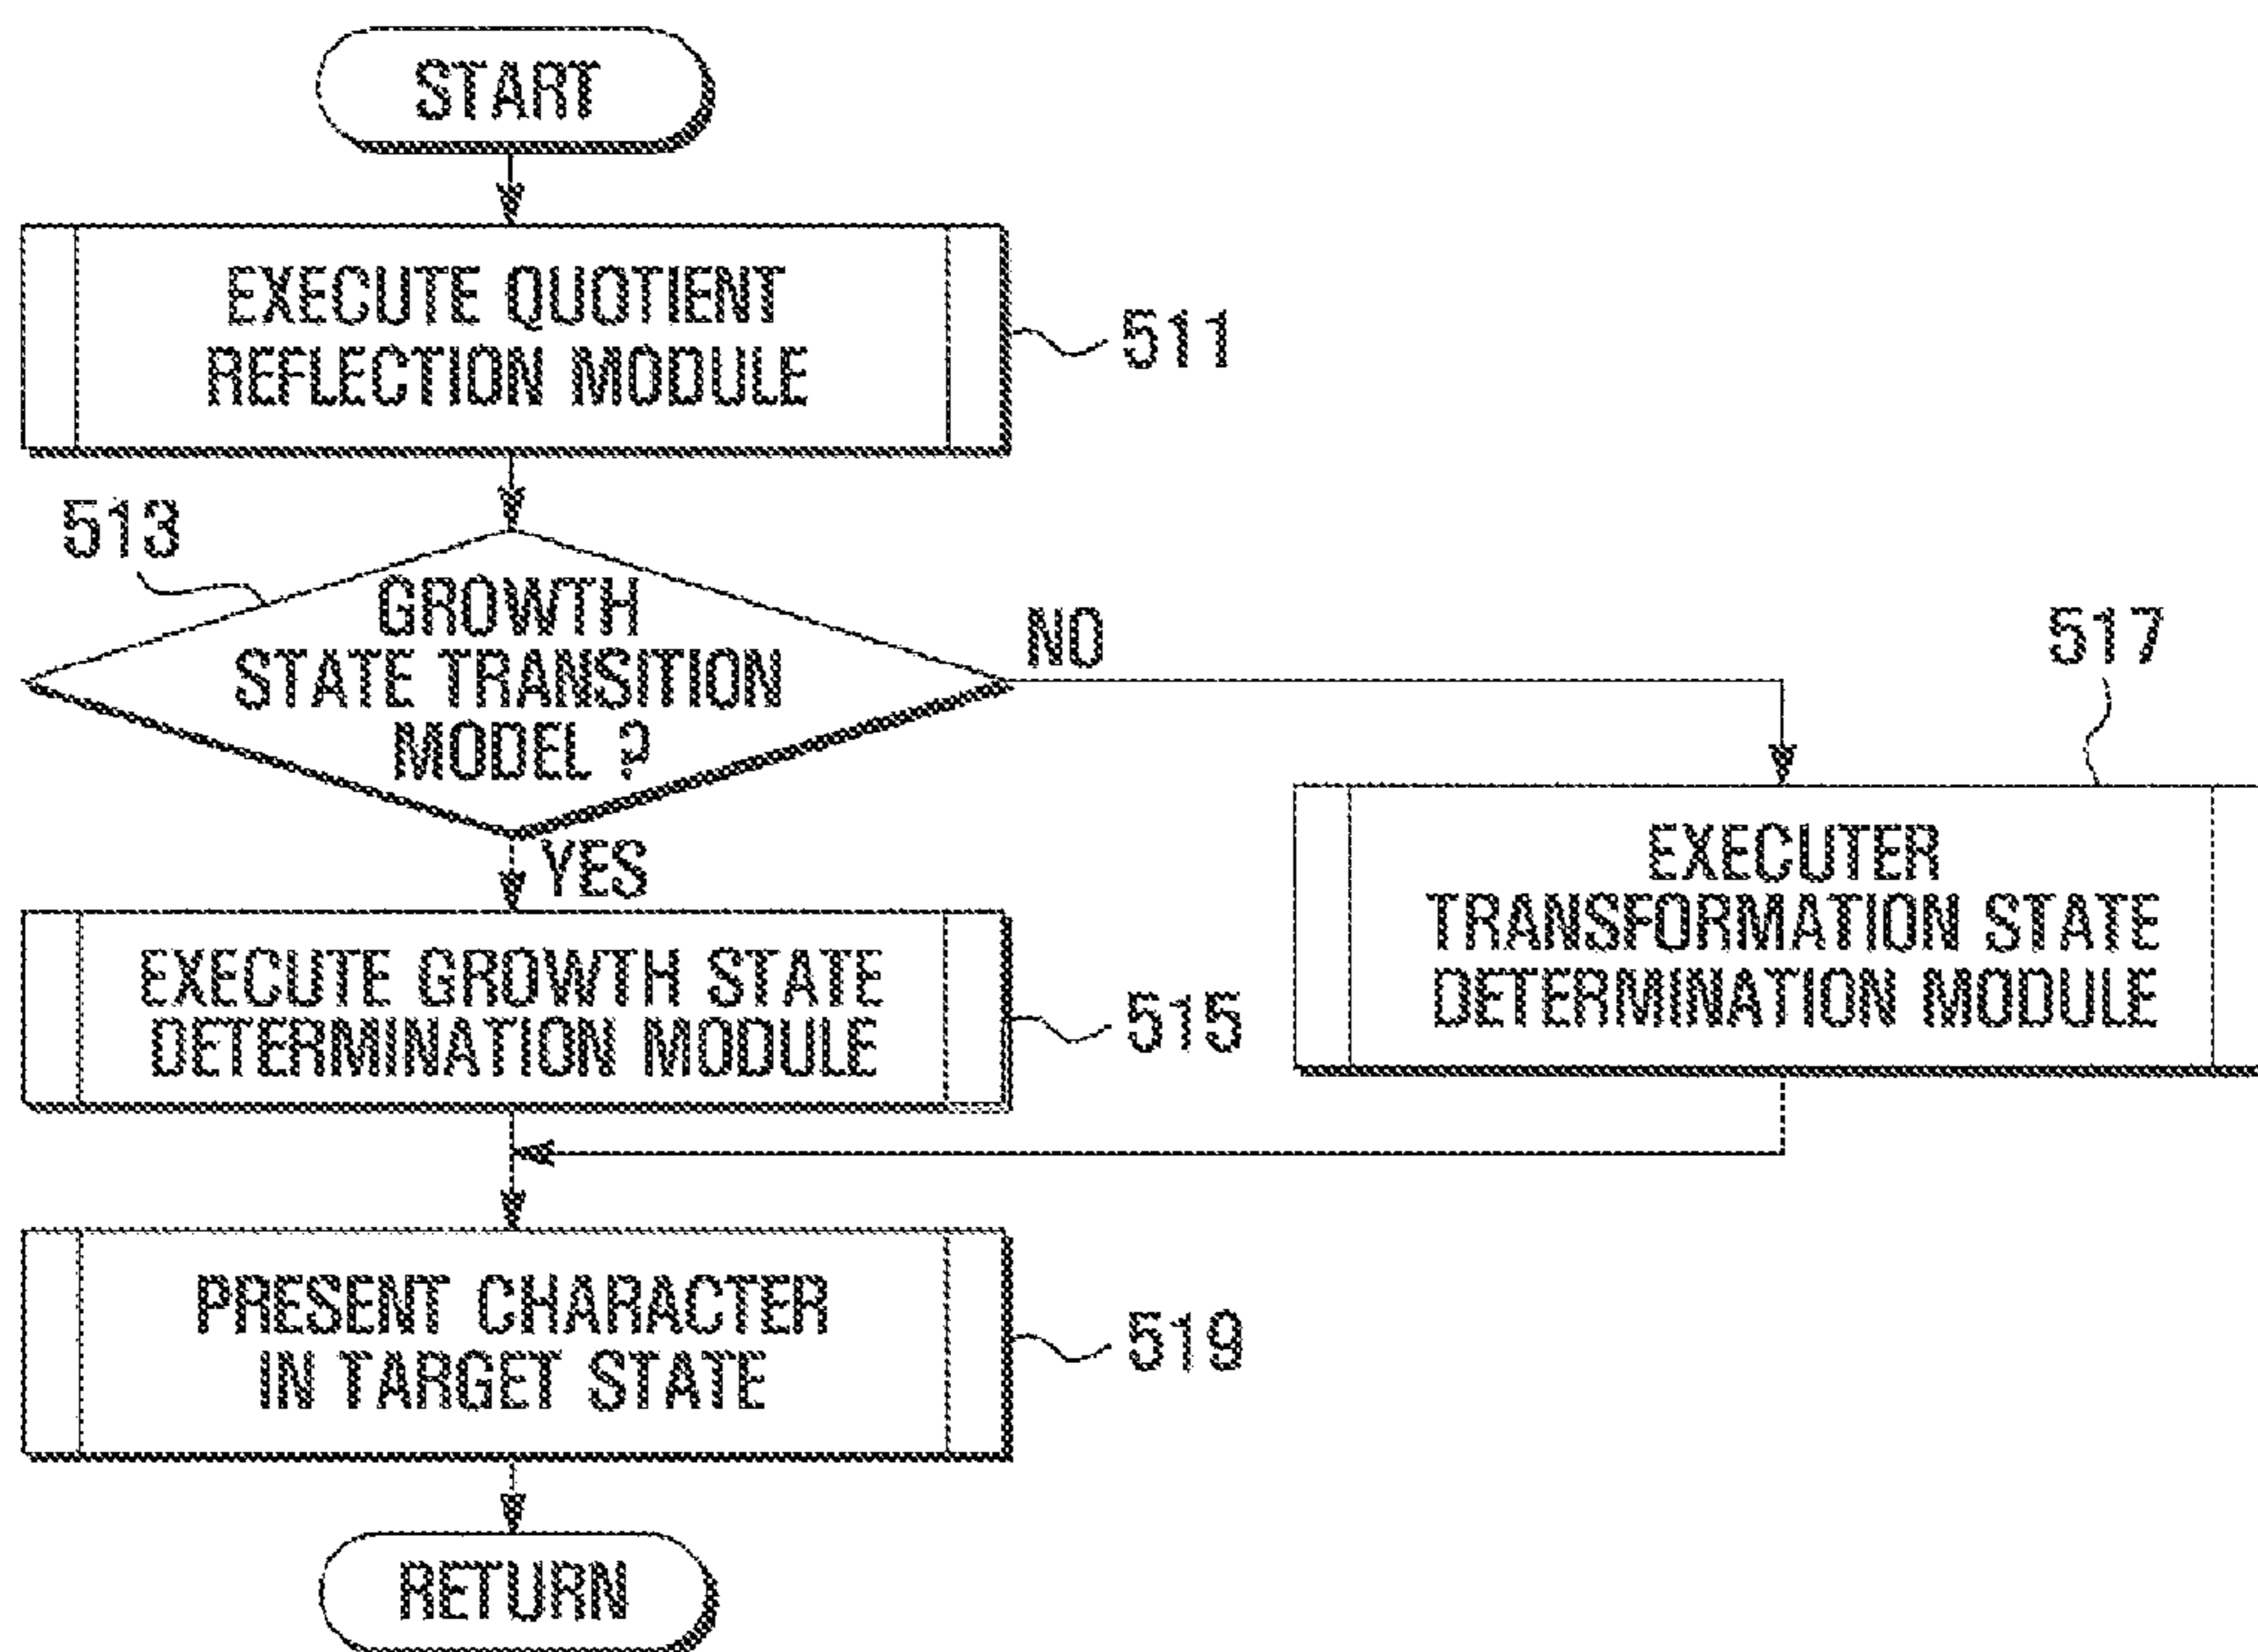 START
EXECUTE QUOTIENT
REFLECTION MODULE
511
513
GROWTH
STATE TRANSITION
MODEL ?
NO
YES
517
EXECUTER
TRANSFORMATION STATE
DETERMINATION MODULE
EXECUTE GROWTH STATE
DETERMINATION MODULE
515
PRESENT CHARACTER
IN TARGET STATE
519
RETURN